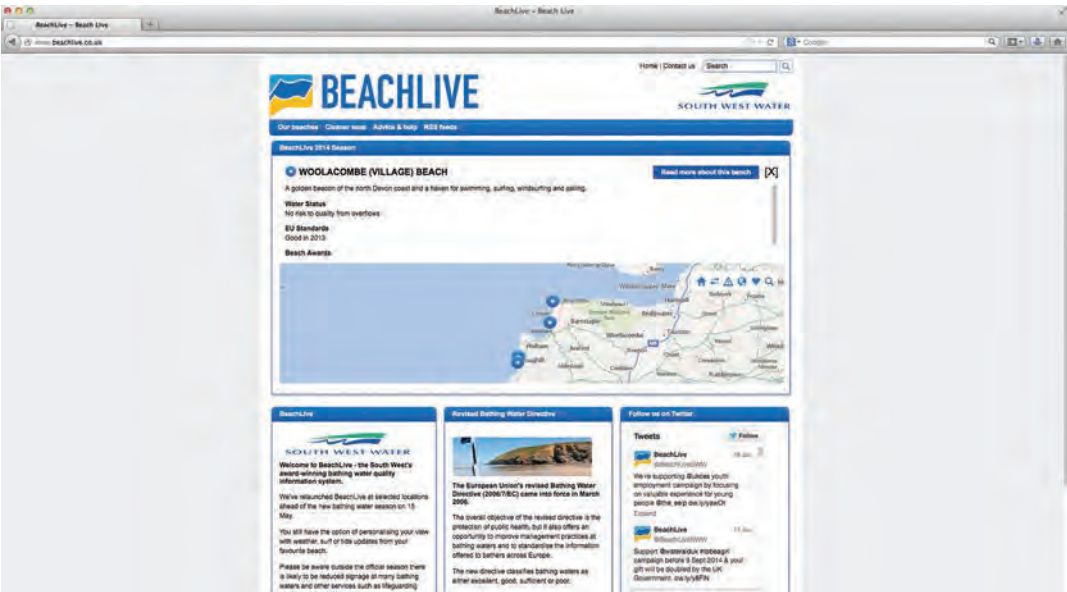 BeachLive – Beach Live
BeachLive – Beach Live
www.beachlive.co.uk
Google
Home | Contact us
Search
BEACHLIVE
SOUTH WEST WATER
Our beaches Cleaner seas Advice & help RSS feeds
BeachLive 2014 Season
WOOLACOMBE (VILLAGE) BEACH
Read more about this beach
[X]
A golden beacon of the north Devon coast and a haven for swimming, surfing, windsurfing and sailing.
Water Status
No risk to quality from overflows
EU Standards
Good in 2013
Beach Awards
Barry
Barnstaple
Bridgwater
Taunton
Yeovil
Exeter
BeachLive
SOUTH WEST WATER
Welcome to BeachLive - the South West's
award-winning bathing water quality
information system.
We've relaunched BeachLive at selected locations
ahead of the new bathing water season on 15
May.
You still have the option of personalising your view
with weather, surf or tide updates from your
favourite beach.
Please be aware outside the official season there
is likely to be reduced signage at many bathing
waters and other services such as lifeguarding
Revised Bathing Water Directive
The European Union's revised Bathing Water
Directive (2006/7/EC) came into force in March
2006.
The overall objective of the revised directive is the
protection of public health, but it also offers an
opportunity to improve management practices at
bathing waters and to standardise the information
offered to bathers across Europe.
The new directive classifies bathing waters as
either excellent, good, sufficient or poor.
Follow us on Twitter
Tweets
Follow
BeachLive
@BeachLiveSWW
We're supporting
youth
employment campaign by focusing
on valuable experience for young
people
Expand
BeachLive
@BeachLiveSWW
Support @wateraiduk
campaign before 9 Sept 2014 & your
gift will be doubled by the UK
Government.